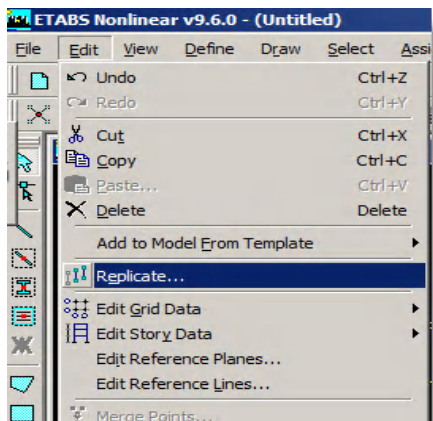 ETABS Nonlinear v9.6.0 - (Untitled)
File Edit View Define Draw Select Assi
Undo Ctrl+Z
Redo Ctrl+Y
Cut Ctrl+X
Copy Ctrl+C
Paste... Ctrl+V
Delete Delete
Add to Model From Template
Replicate...
Edit Grid Data
Edit Story Data
Edit Reference Planes...
Edit Reference Lines...
Merge Points...